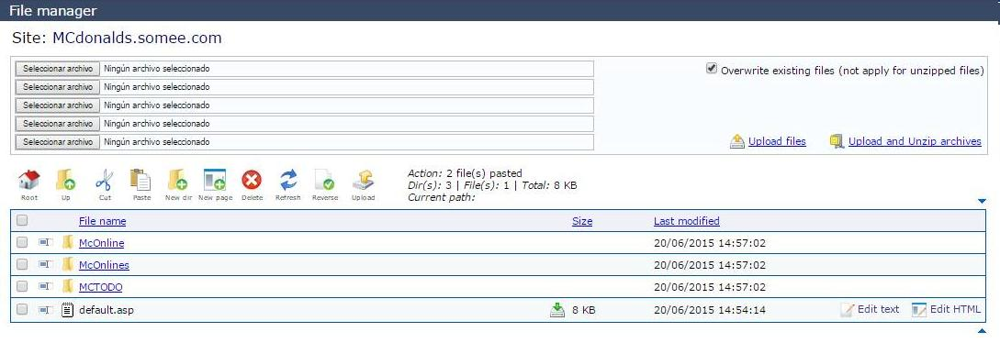 File manager
Site: MCdonalds.somee.com
Seleccionar archivo Ningún archivo seleccionado
Overwrite existing files (not apply for unzipped files)
Seleccionar archivo Ningún archivo seleccionado
Seleccionar archivo Ningún archivo seleccionado
Seleccionar archivo Ningún archivo seleccionado
Seleccionar archivo Ningún archivo seleccionado
Upload files Upload and Unzip archives
Root Up Cut Paste New dir New page Delete Refresh Reverse Upload
Action: 2 file(s) pasted
Dir(s): 3 | File(s): 1 | Total: 8 KB
Current path:
File name Size Last modified
McOnline 20/06/2015 14:57:02
McOnlines 20/06/2015 14:57:02
MCTODO 20/06/2015 14:57:02
default.asp 8 KB 20/06/2015 14:54:14 Edit text Edit HTML